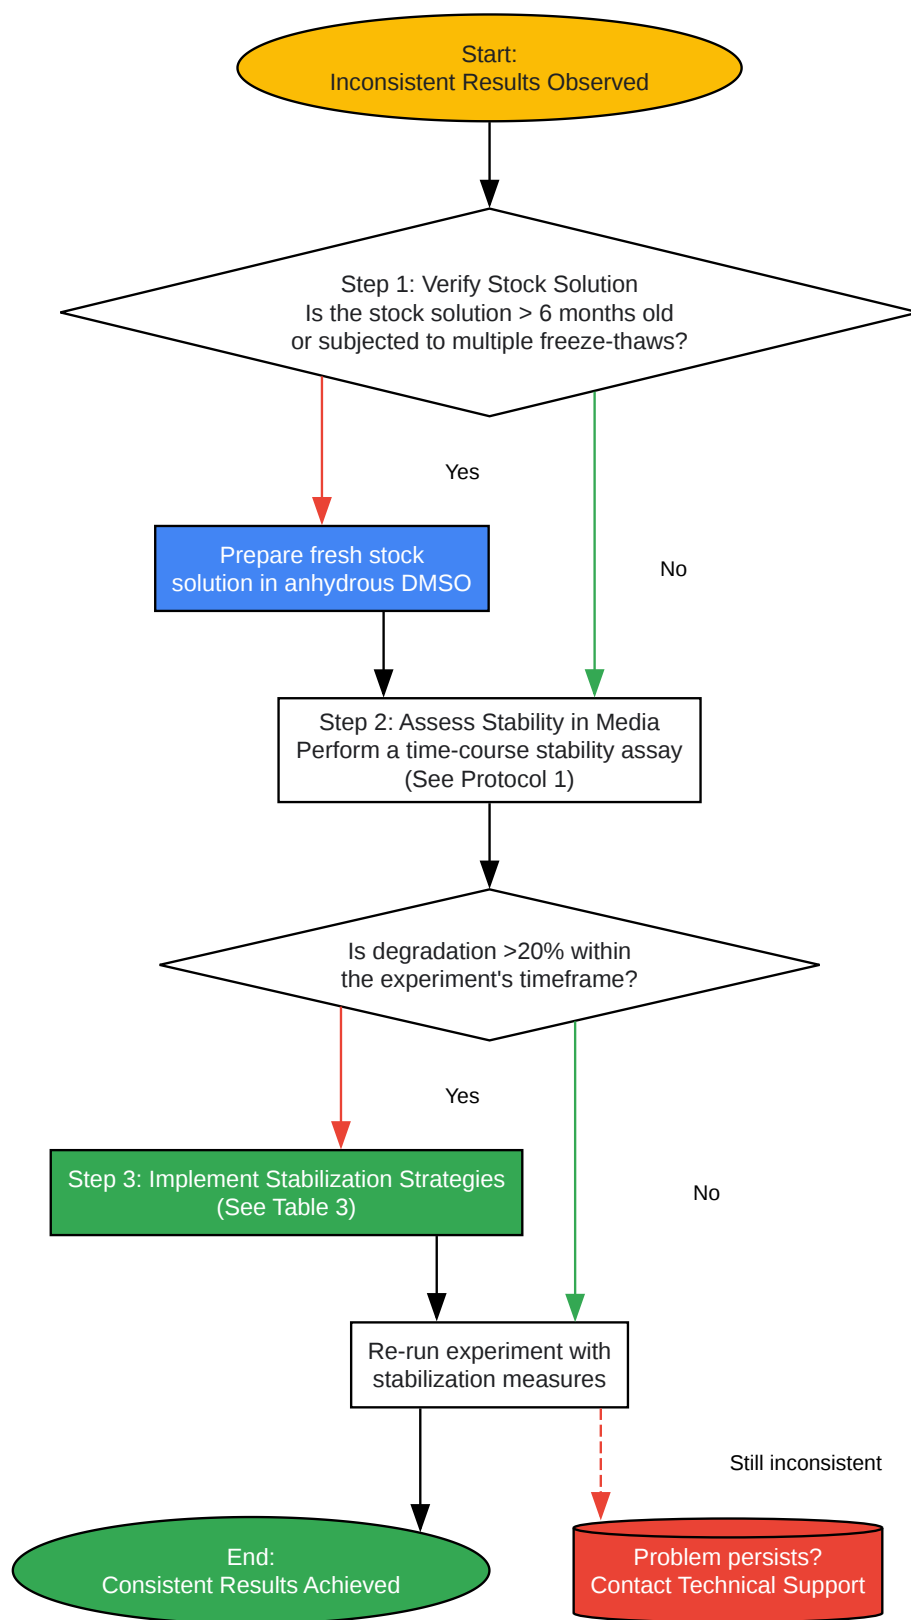 Start:
Inconsistent Results Observed
Step 1: Verify Stock Solution
Is the stock solution > 6 months old
or subjected to multiple freeze-thaws?
Yes
Prepare fresh stock
solution in anhydrous DMSO
No
Step 2: Assess Stability in Media
Perform a time-course stability assay
(See Protocol 1)
Is degradation >20% within
the experiment's timeframe?
Yes
Step 3: Implement Stabilization Strategies
(See Table 3)
No
Re-run experiment with
stabilization measures
Still inconsistent
End:
Consistent Results Achieved
Problem persists?
Contact Technical Support